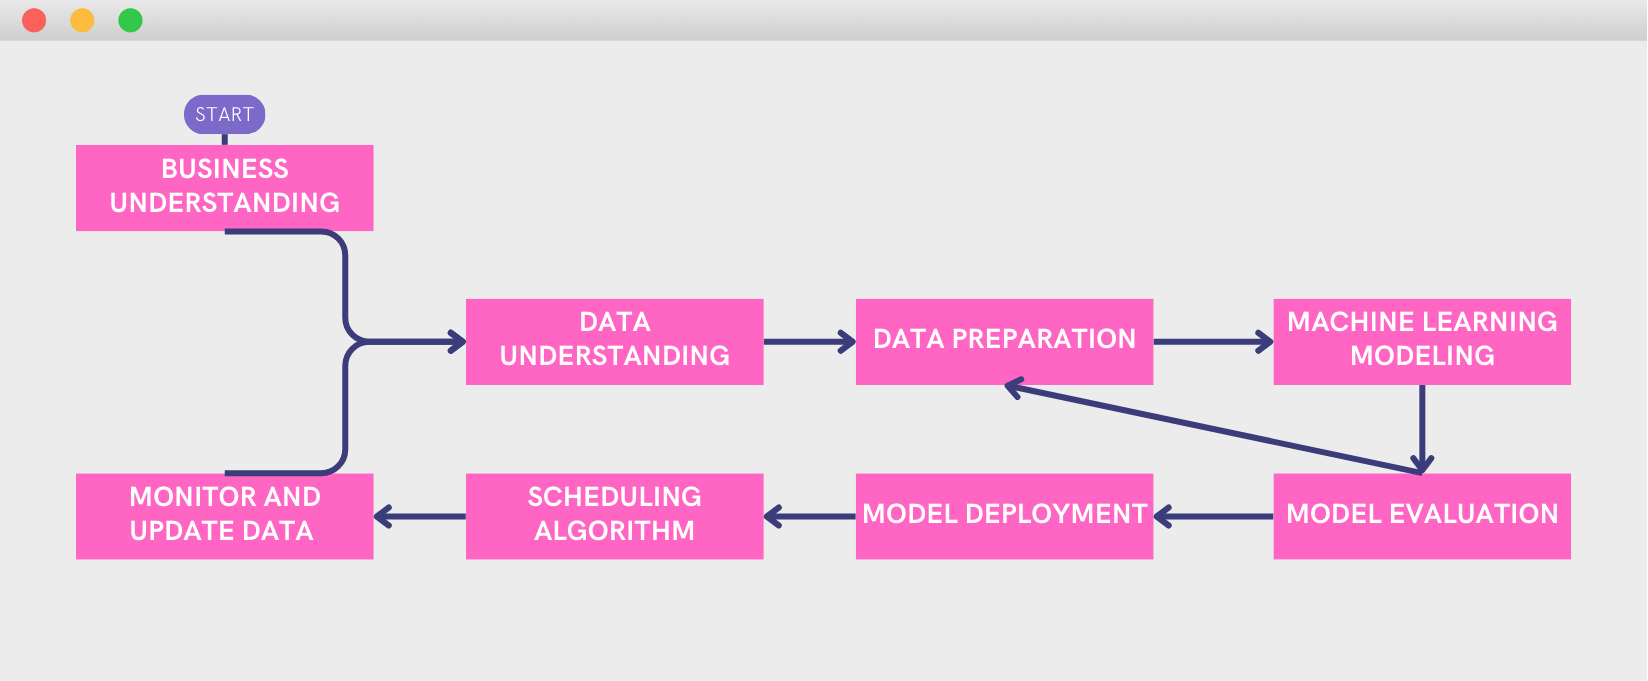 START
BUSINESS
UNDERSTANDING
DATA
UNDERSTANDING
DATA PREPARATION
MACHINE LEARNING
MODELING
MONITOR AND
UPDATE DATA
SCHEDULING
ALGORITHM
MODEL DEPLOYMENT
MODEL EVALUATION